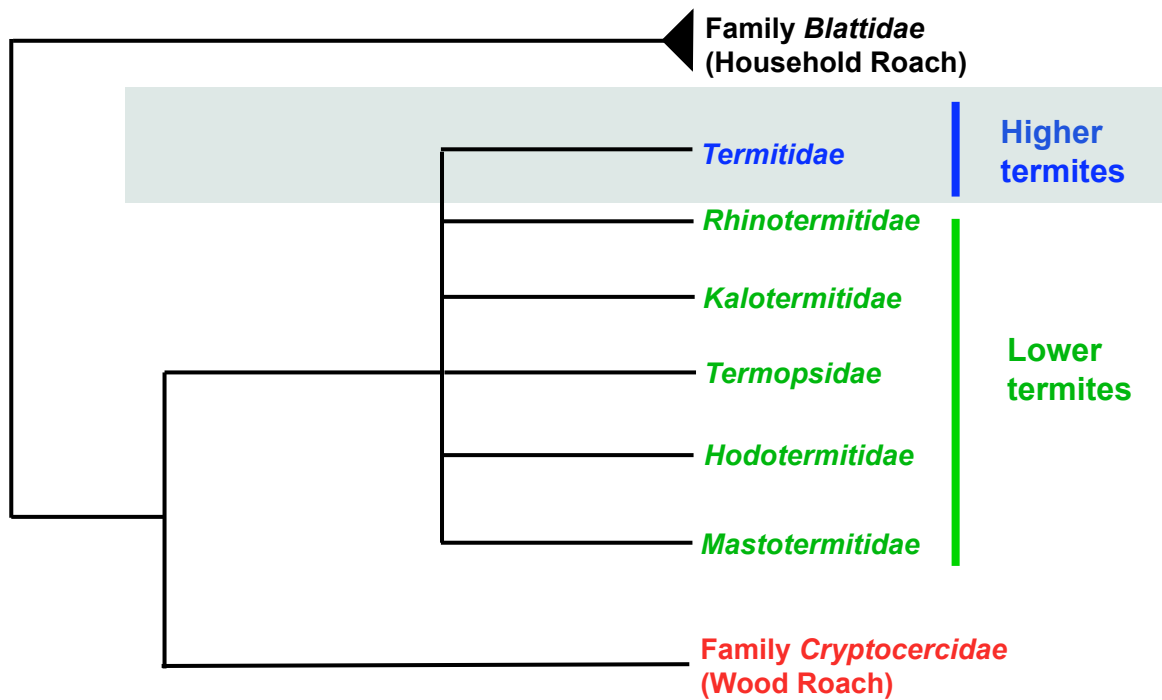 Family Blattidae
(Household Roach)
Higher
termites
Termitidae
Rhinotermitidae
Kalotermitidae
Lower
termites
Termopsidae
Hodotermitidae
Mastotermitidae
Family Cryptocercidae
(Wood Roach)